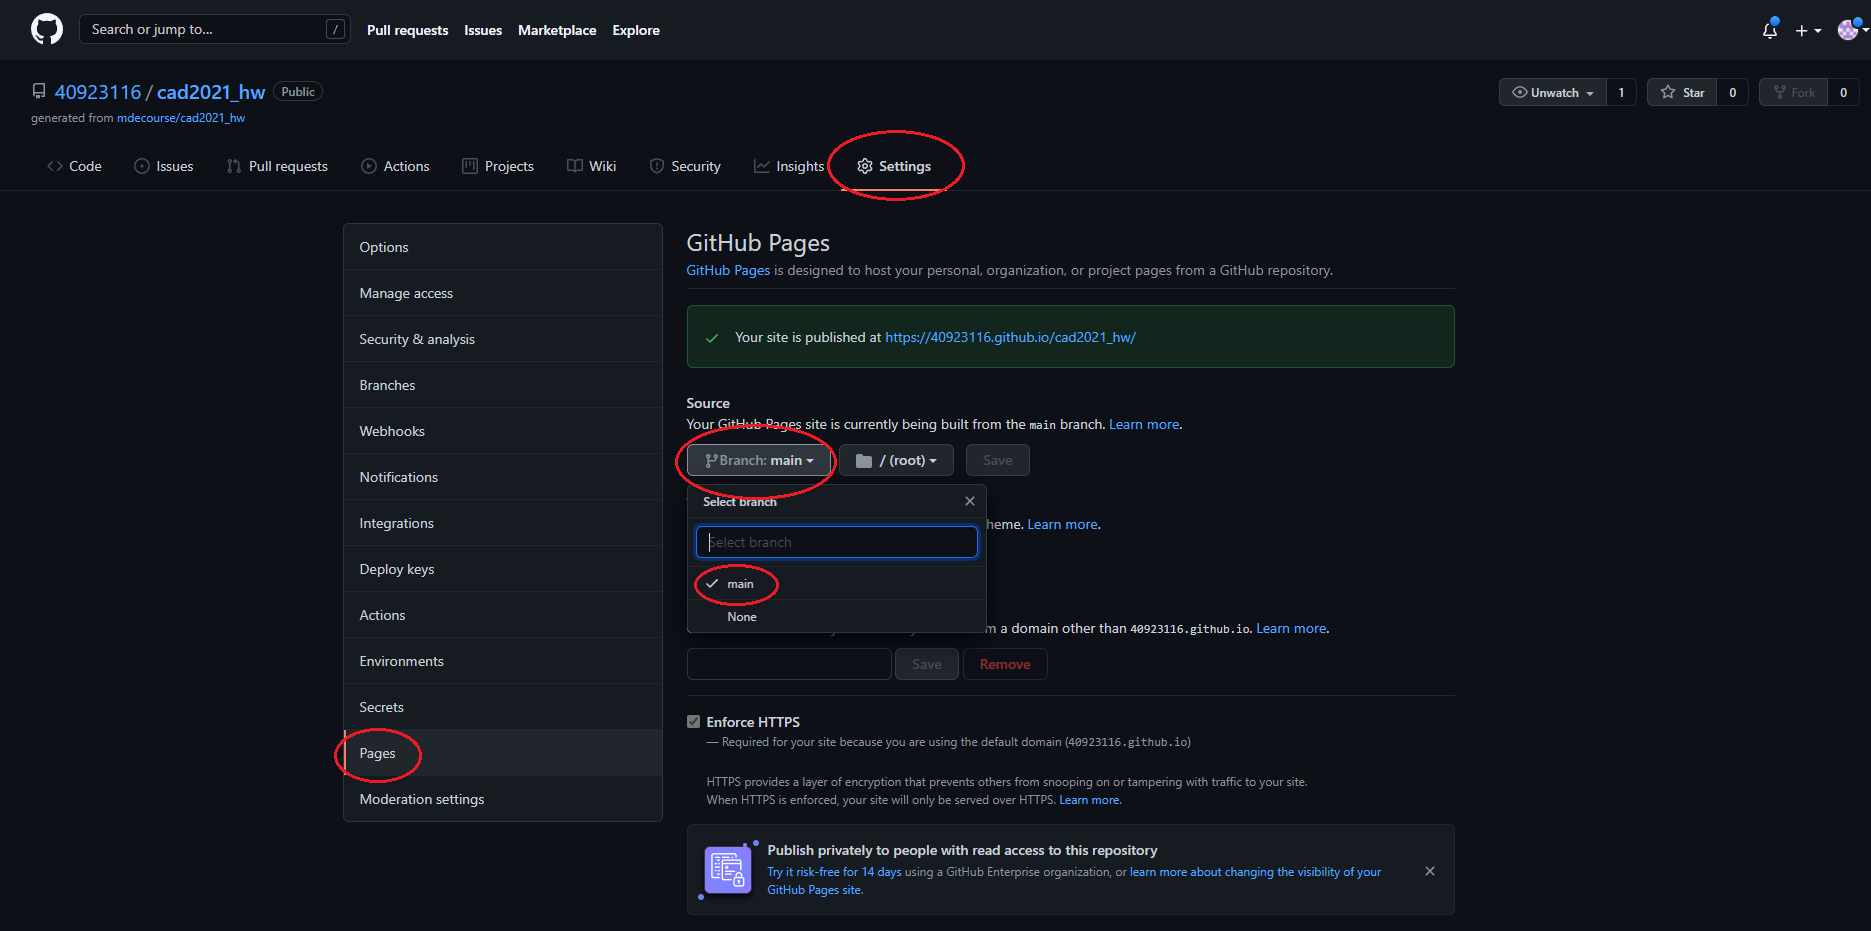 Search or jump to... /
Pull requests Issues Marketplace Explore
40923116 / cad2021_hw Public
Unwatch 1 Star 0 Fork 0
generated from mdecourse/cad2021_hw
Code Issues Pull requests Actions Projects Wiki Security Insights Settings
Options
Manage access
Security & analysis
Branches
Webhooks
Notifications
Integrations
Deploy keys
Actions
Environments
Secrets
Pages
Moderation settings
GitHub Pages
GitHub Pages is designed to host your personal, organization, or project pages from a GitHub repository.
Your site is published at https://40923116.github.io/cad2021_hw/
Source
Your GitHub Pages site is currently being built from the main branch. Learn more.
Branch: main / (root) Save
Select branch
heme. Learn more.
Select branch
main
None
m a domain other than 40923116.github.io. Learn more.
Save Remove
Enforce HTTPS
— Required for your site because you are using the default domain (40923116.github.io)
HTTPS provides a layer of encryption that prevents others from snooping on or tampering with traffic to your site.
When HTTPS is enforced, your site will only be served over HTTPS. Learn more.
Publish privately to people with read access to this repository
Try it risk-free for 14 days using a GitHub Enterprise organization, or learn more about changing the visibility of your
GitHub Pages site.